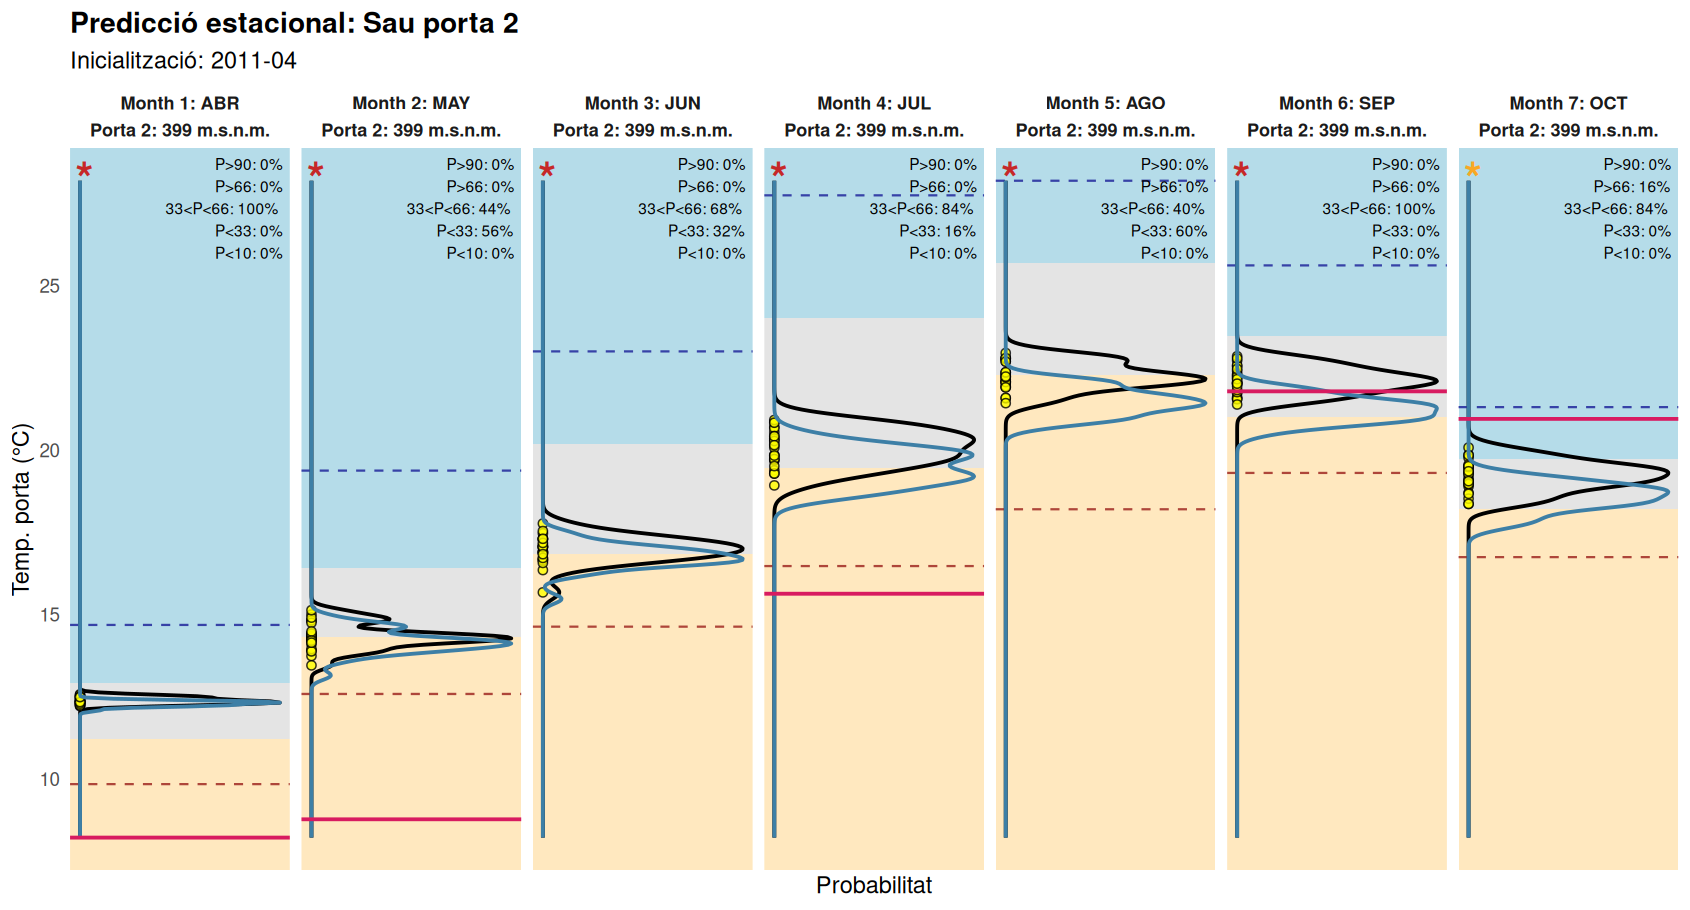 Predicció estacional: Sau porta 2
Inicialització: 2011-04
Month 1: ABR
Porta 2: 399 m.s.n.m.
*
P>90: 0%
P>66: 0%
33<P<66: 100%
P<33: 0%
P<10: 0%
Month 2: MAY
Porta 2: 399 m.s.n.m.
*
P>90: 0%
P>66: 0%
33<P<66: 44%
P<33: 56%
P<10: 0%
Month 3: JUN
Porta 2: 399 m.s.n.m.
*
P>90: 0%
P>66: 0%
33<P<66: 68%
P<33: 32%
P<10: 0%
Month 4: JUL
Porta 2: 399 m.s.n.m.
*
P>90: 0%
P>66: 0%
33<P<66: 84%
P<33: 16%
P<10: 0%
Month 5: AGO
Porta 2: 399 m.s.n.m.
*
P>90: 0%
P>66: 0%
33<P<66: 40%
P<33: 60%
P<10: 0%
Month 6: SEP
Porta 2: 399 m.s.n.m.
*
P>90: 0%
P>66: 0%
33<P<66: 100%
P<33: 0%
P<10: 0%
Month 7: OCT
Porta 2: 399 m.s.n.m.
*
P>90: 0%
P>66: 16%
33<P<66: 84%
P<33: 0%
P<10: 0%
25
20
15
10
Temp. porta (°C)
Probabilitat